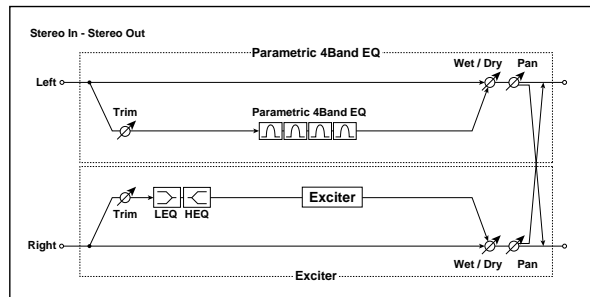 Stereo In - Stereo Out
Parametric 4Band EQ
Wet / Dry Pan
Left
Trim
Parametric 4Band EQ
Exciter
Trim
LEQ HEQ
Right
Wet / Dry Pan
Exciter